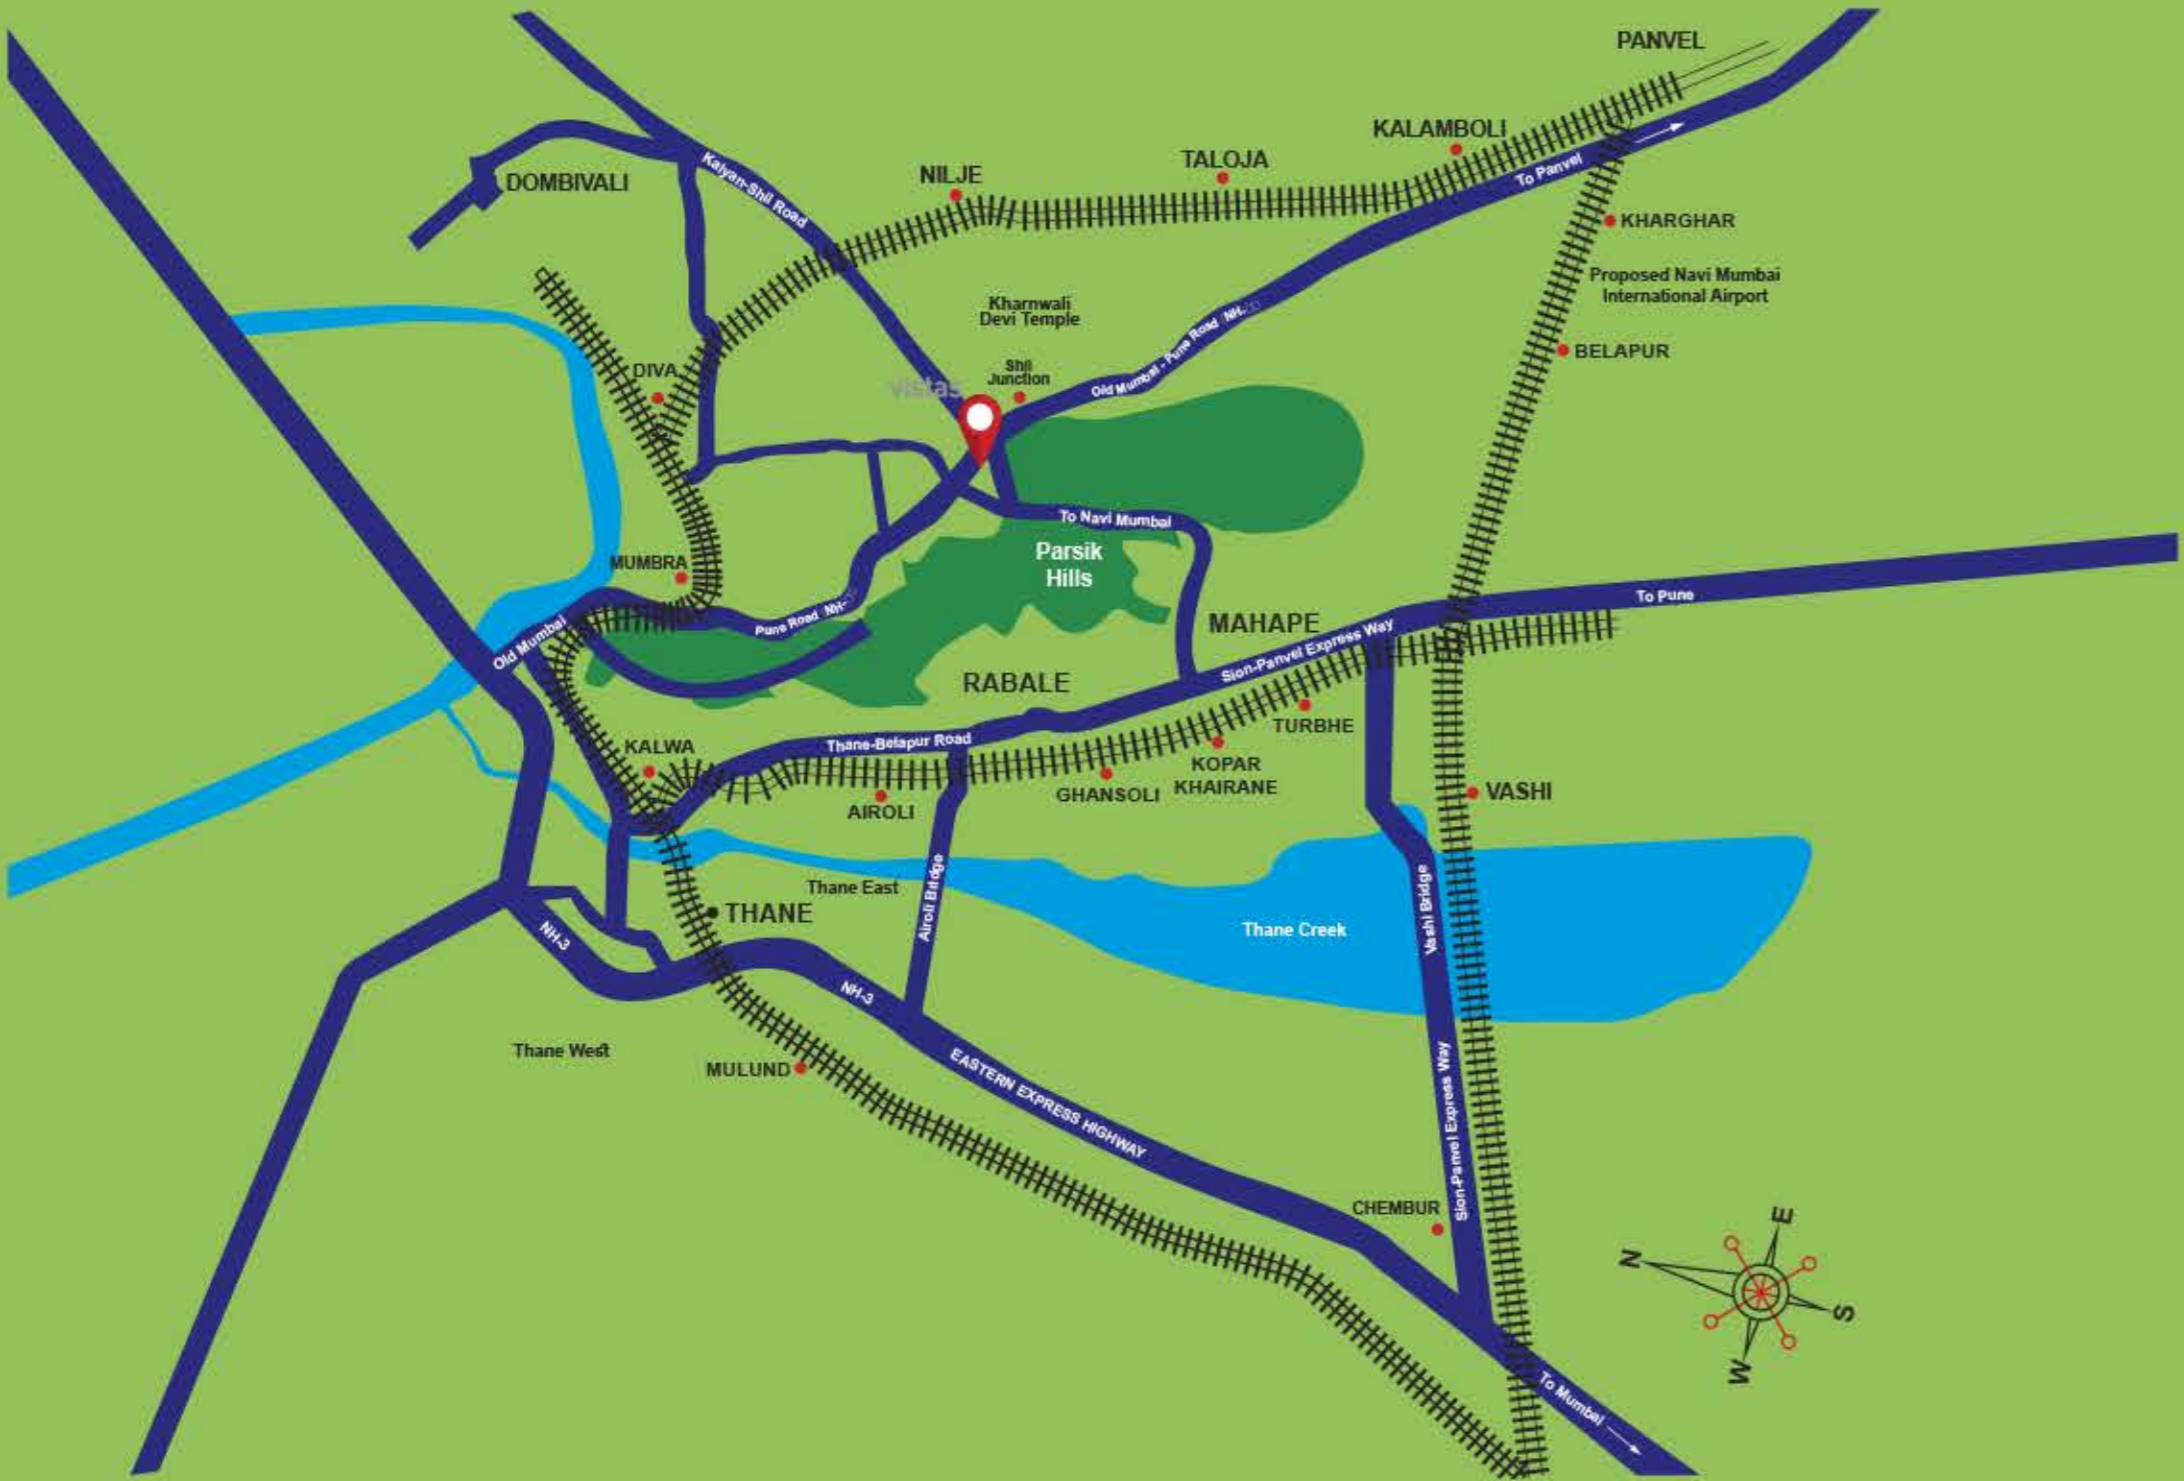 PANVEL
KALAMBOLI
TALOJA
NILJE
DOMBIVALI
Kalyan-Shil Road
To Panvel
KHARGHAR
Proposed Navi Mumbai
International Airport
Kharnwali
Devi Temple
Old Mumbai - Pune Road NH-
BELAPUR
DIVA
Shil
Junction
vistas
To Navi Mumbai
Parsik
Hills
MUMBRA
Old Mumbai
Pune Road NH-
MAHAPE
To Pune
Sion-Panvel Express Way
RABALE
TURBHE
Thane-Belapur Road
KALWA
KOPAR
KHAIRANE
GHANSOLI
AIROLI
VASHI
Thane East
THANE
Airoli Bridge
Thane Creek
Vashi Bridge
NH-3
NH-3
Thane West
MULUND
EASTERN EXPRESS HIGHWAY
Sion-Panvel Express Way
CHEMBUR
To Mumbai
N
E
S
W